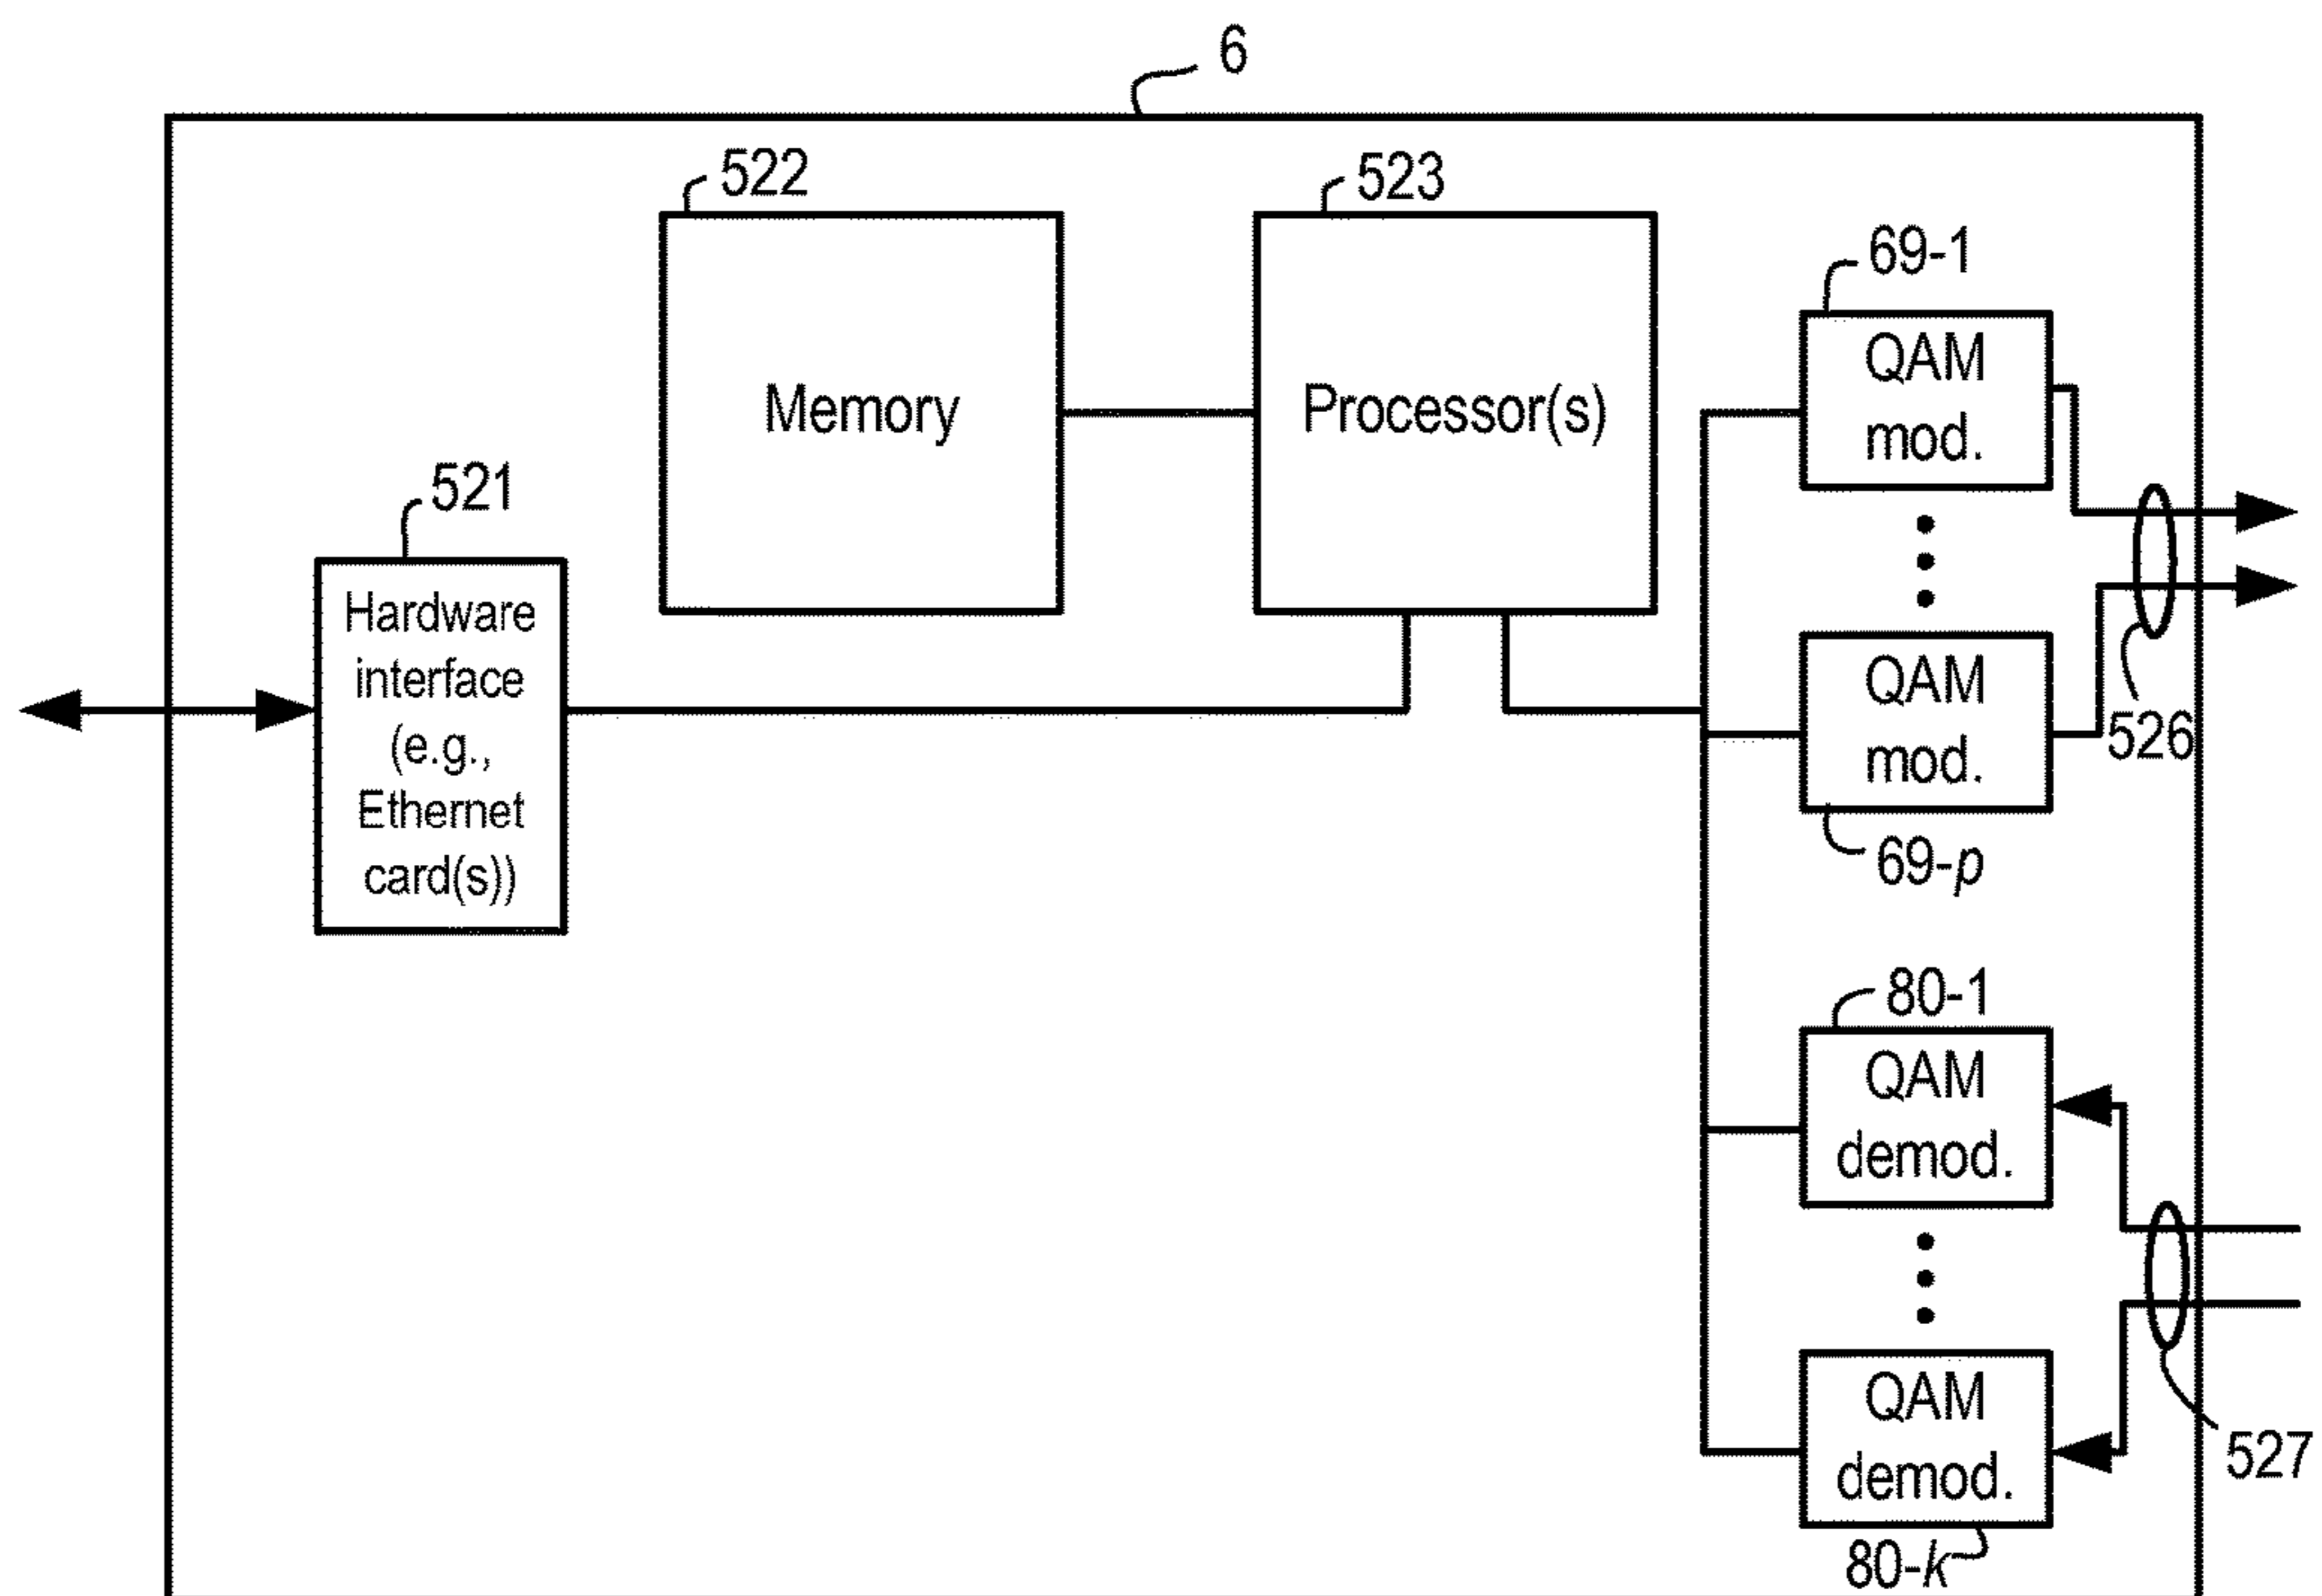 6
522
523
69-1
Memory
Processor(s)
QAM
mod.
521
Hardware
interface
(e.g.,
Ethernet
card(s))
QAM
mod.
526
69-p
80-1
QAM
demod.
QAM
demod.
527
80-k